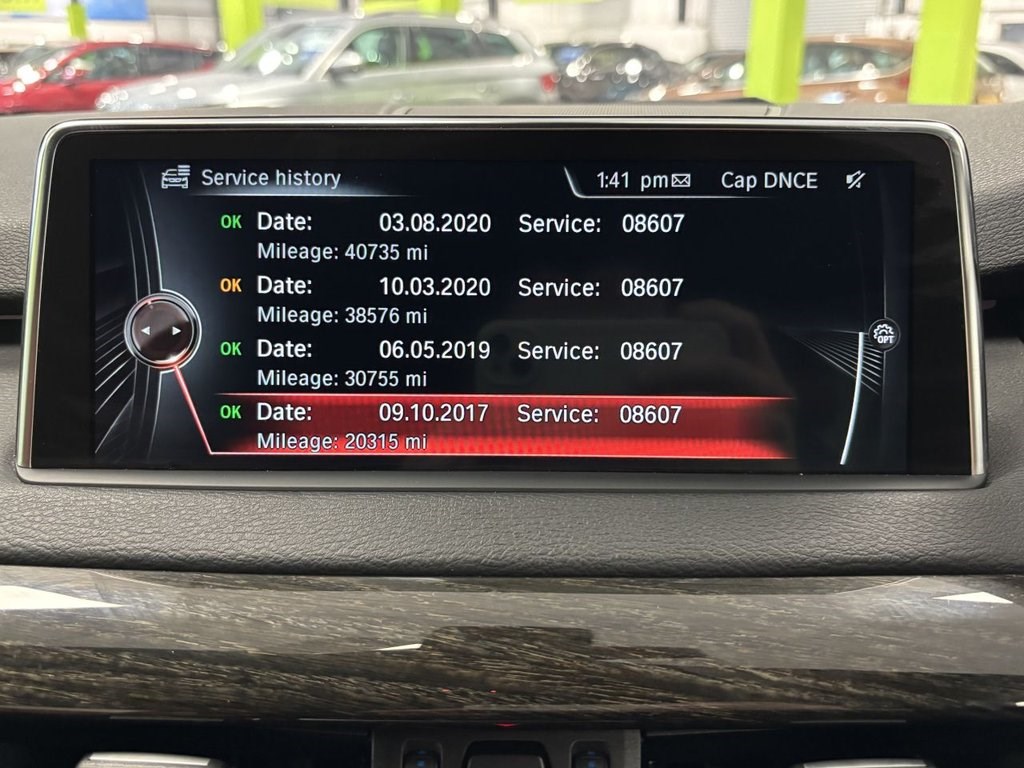 Service history 1:41 pm Cap DNCE
OK Date: 03.08.2020 Service: 08607
Mileage: 40735 mi
OK Date: 10.03.2020 Service: 08607
Mileage: 38576 mi
OK Date: 06.05.2019 Service: 08607
Mileage: 30755 mi
OPT
OK Date: 09.10.2017 Service: 08607
Mileage: 20315 mi